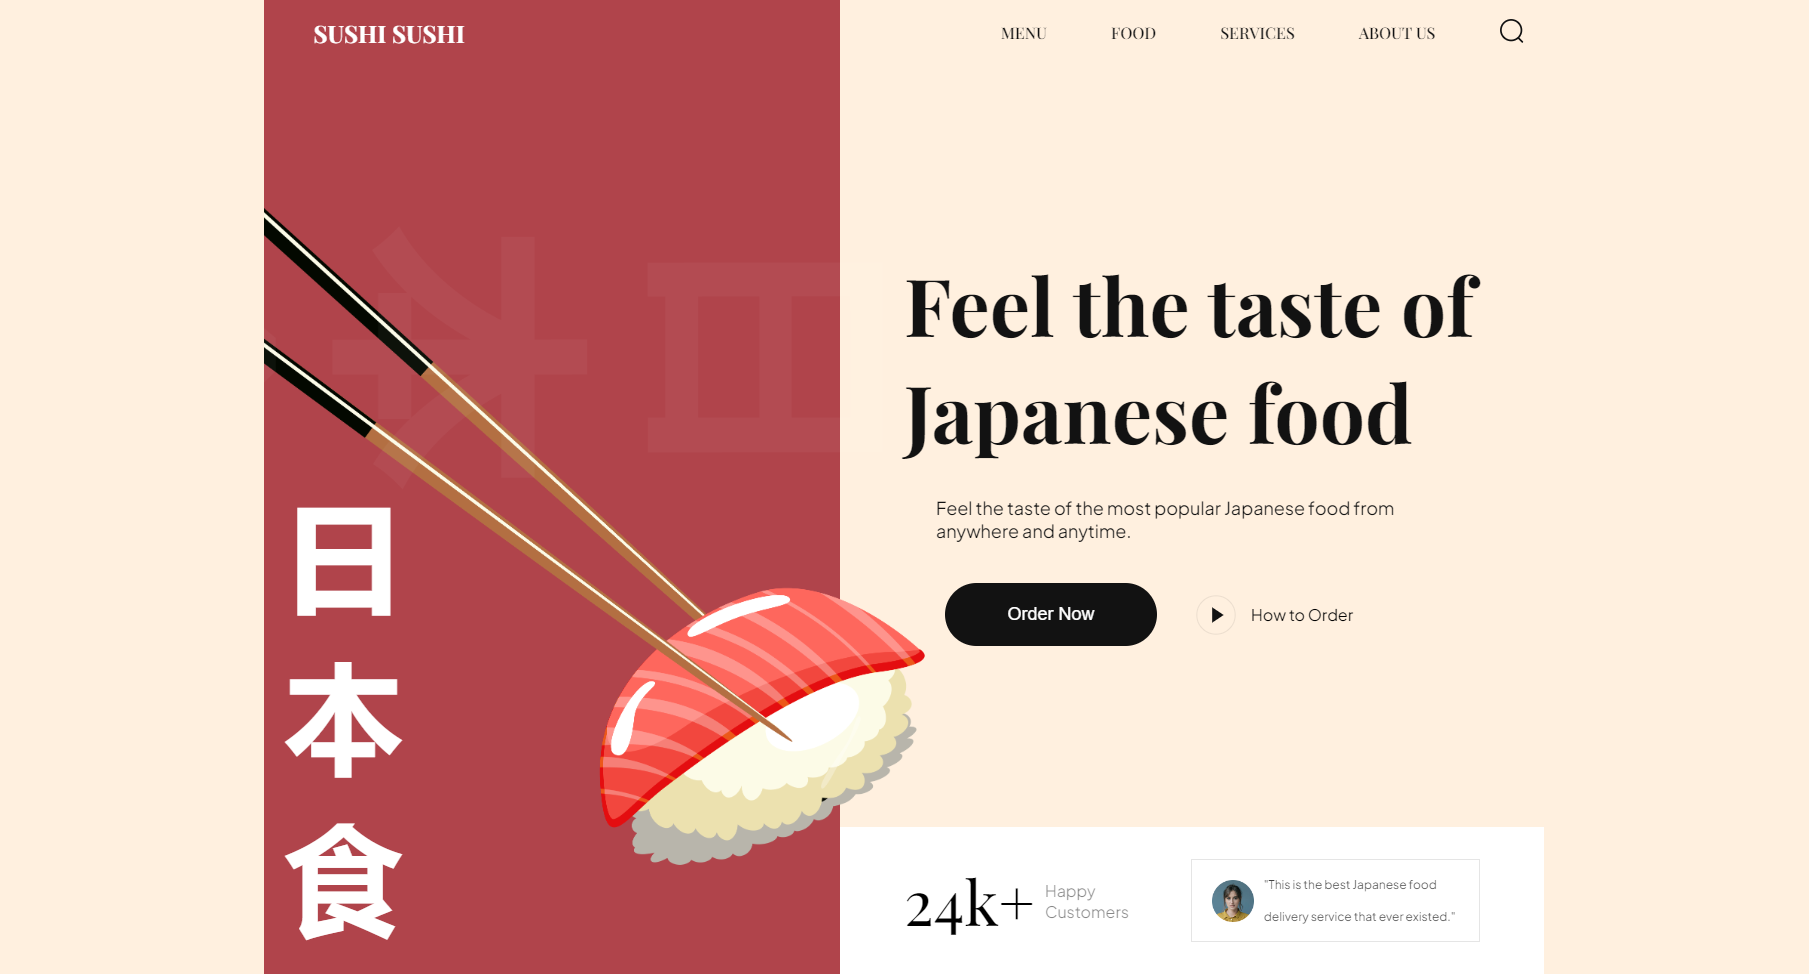 SUSHI SUSHI
MENU
FOOD
SERVICES
ABOUT US
日本
日
本
食
Feel the taste of
Japanese food
Feel the taste of the most popular Japanese food from
anywhere and anytime.
Order Now
How to Order
24k+
Happy
Customers
"This is the best Japanese food
delivery service that ever existed."